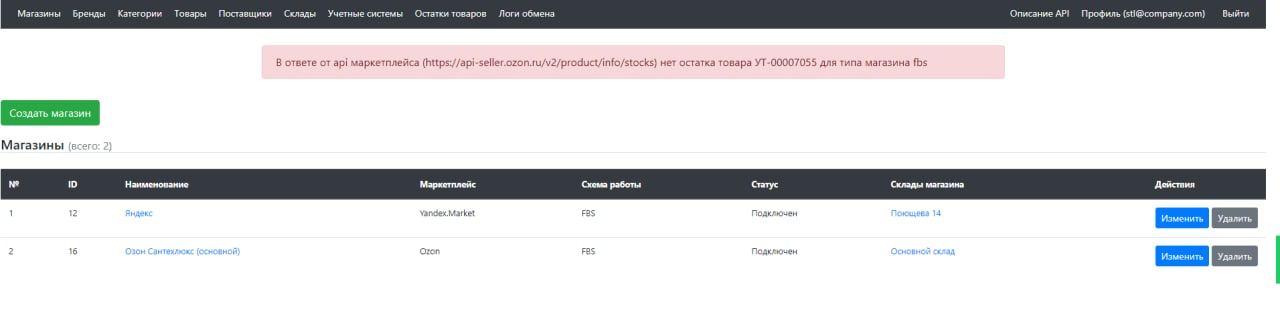 Магазины Бренды Категории Товары Поставщики Склады Учетные системы Остатки товаров Логи обмена Описание API Профиль (stl@company.com) Выйти
В ответе от api маркетплейса (https://api-seller.ozon.ru/v2/product/info/stocks) нет остатка товара УТ-00007055 для типа магазина fbs
Создать магазин
Магазины (всего: 2)
№ ID Наименование Маркетплейс Схема работы Статус Склады магазина Действия
1 12 Яндекс Yandex.Market FBS Подключен Поющева 14 Изменить Удалить
2 16 Озон Сантехлюкс (основной) Ozon FBS Подключен Основной склад Изменить Удалить